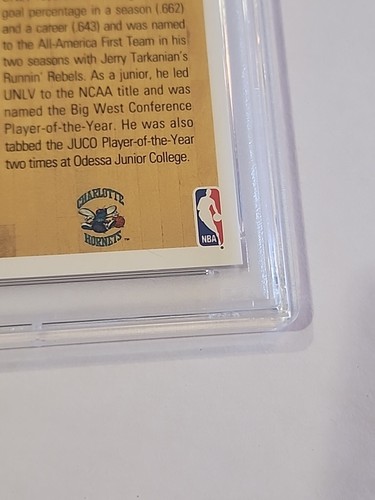 goal percentage in a season (.662)
and a career (.643) and was named
to the All-America First Team in his
two seasons with Jerry Tarkanian's
Runnin' Rebels. As a junior, he led
UNLV to the NCAA title and was
named the Big West Conference
Player-of-the-Year. He was also
tabbed the JUCO Player-of-the-Year
two times at Odessa Junior College.
CHARLOTTE
HORNETS ™
NBA